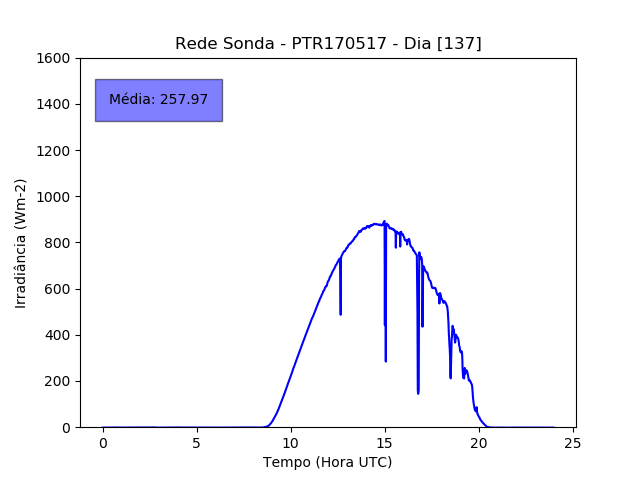 Rede Sonda - PTR170517 - Dia [137]
1600
1400
1200
1000
800
600
400
200
0
Média: 257.97
Irradiância (Wm-2)
0 5 10 15 20 25
Tempo (Hora UTC)